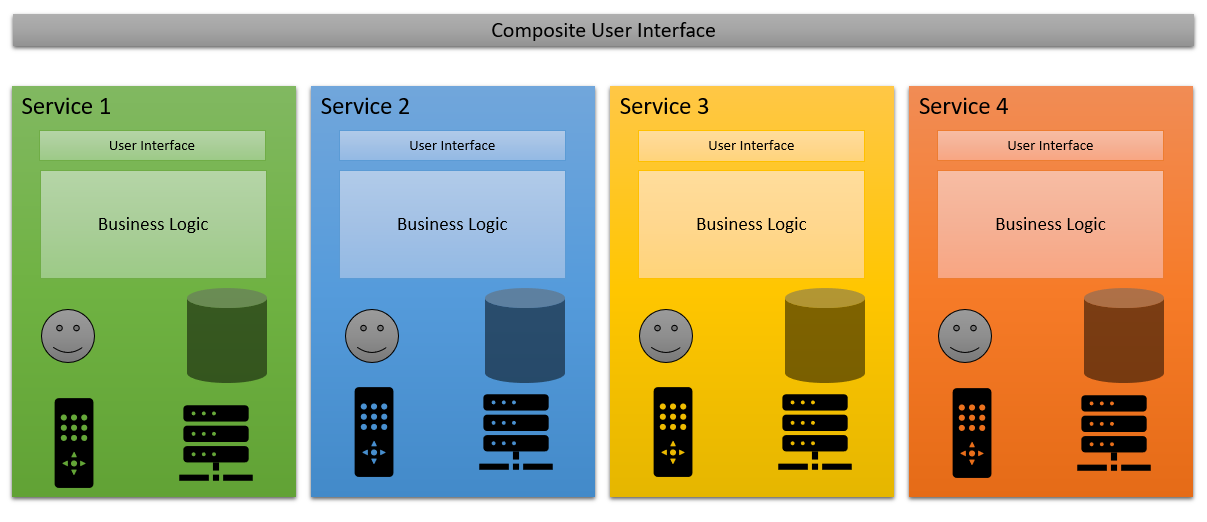 Composite User Interface
Service 1
User Interface
Business Logic
Service 2
User Interface
Business Logic
Service 3
User Interface
Business Logic
Service 4
User Interface
Business Logic